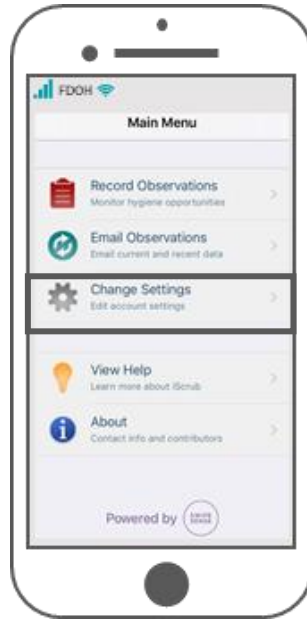 FDOH
Main Menu
Record Observations
Monitor hygiene opportunities
Email Observations
Email current and recent data
Change Settings
Edit account settings
View Help
Learn more about iScrub
About
Contact info and contributors
Powered by